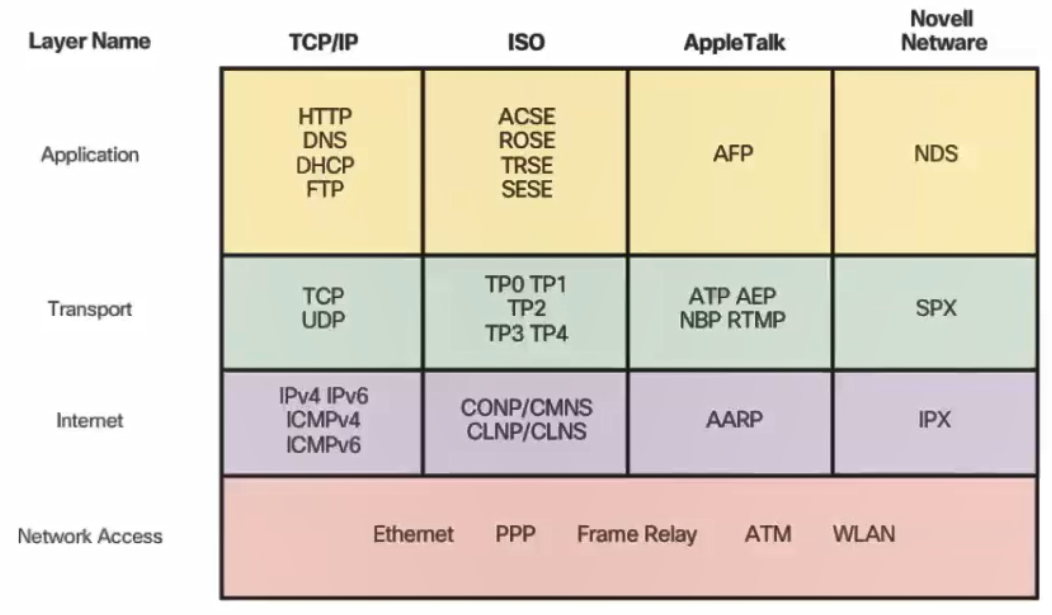 Layer Name TCP/IP ISO AppleTalk Novell Netware
Application
HTTP
DNS
DHCP
FTP
ACSE
ROSE
TRSE
SESE
AFP
NDS
Transport
TCP
UDP
TP0 TP1
TP2
TP3 TP4
ATP AEP
NBP RTMP
SPX
Internet
IPv4 IPv6
ICMPv4
ICMPv6
CONP/CMNS
CLNP/CLNS
AARP
IPX
Network Access
Ethernet PPP Frame Relay ATM WLAN